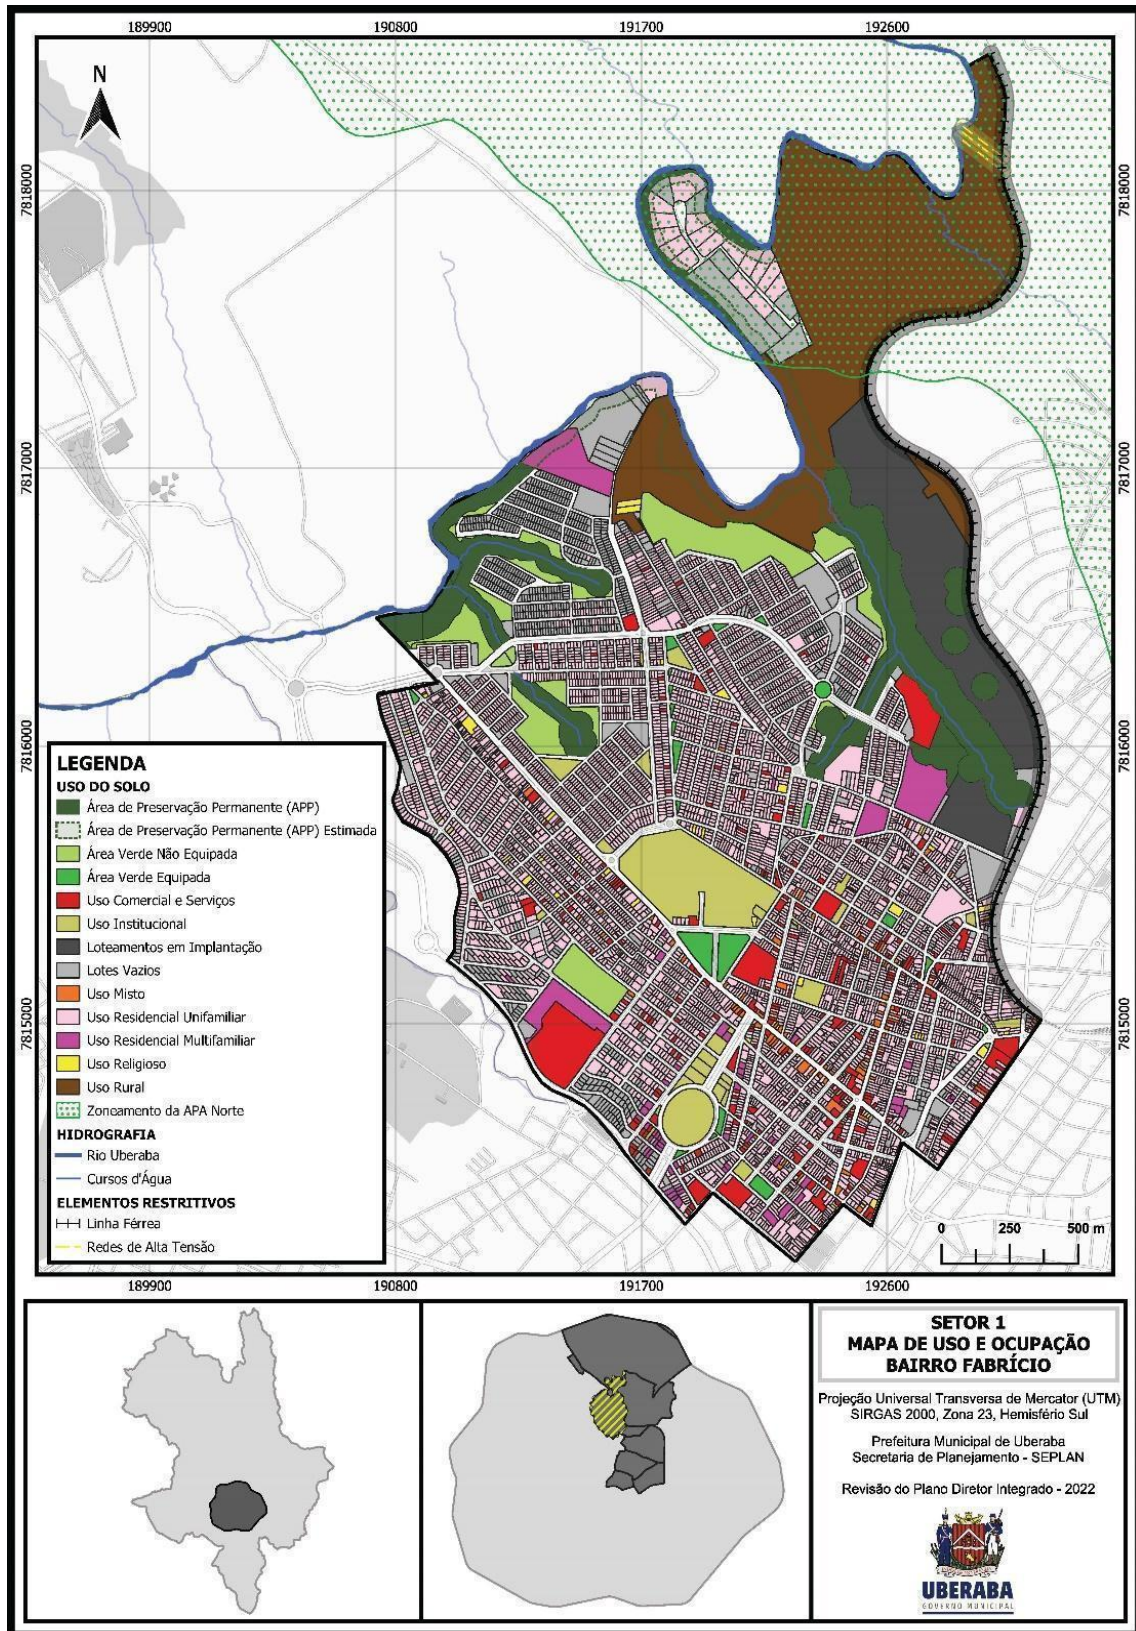 189900 190800 191700 192600
N
7818000 7818000
7817000 7817000
7816000 7816000
7815000 7815000
LEGENDA
USO DO SOLO
Área de Preservação Permanente (APP)
Área de Preservação Permanente (APP) Estimada
Área Verde Não Equipada
Área Verde Equipada
Uso Comercial e Serviços
Uso Institucional
Loteamentos em Implantação
Lotes Vazios
Uso Misto
Uso Residencial Unifamiliar
Uso Residencial Multifamiliar
Uso Religioso
Uso Rural
Zoneamento da APA Norte
HIDROGRAFIA
Rio Uberaba
Cursos d'Água
ELEMENTOS RESTRITIVOS
Linha Férrea
Redes de Alta Tensão
0 250 500 m
189900 190800 191700 192600
SETOR 1
MAPA DE USO E OCUPAÇÃO
BAIRRO FABRÍCIO
Projeção Universal Transversa de Mercator (UTM)
SIRGAS 2000, Zona 23, Hemisfério Sul
Prefeitura Municipal de Uberaba
Secretaria de Planejamento - SEPLAN
Revisão do Plano Diretor Integrado - 2022
UBERABA
GOVERNO MUNICIPAL